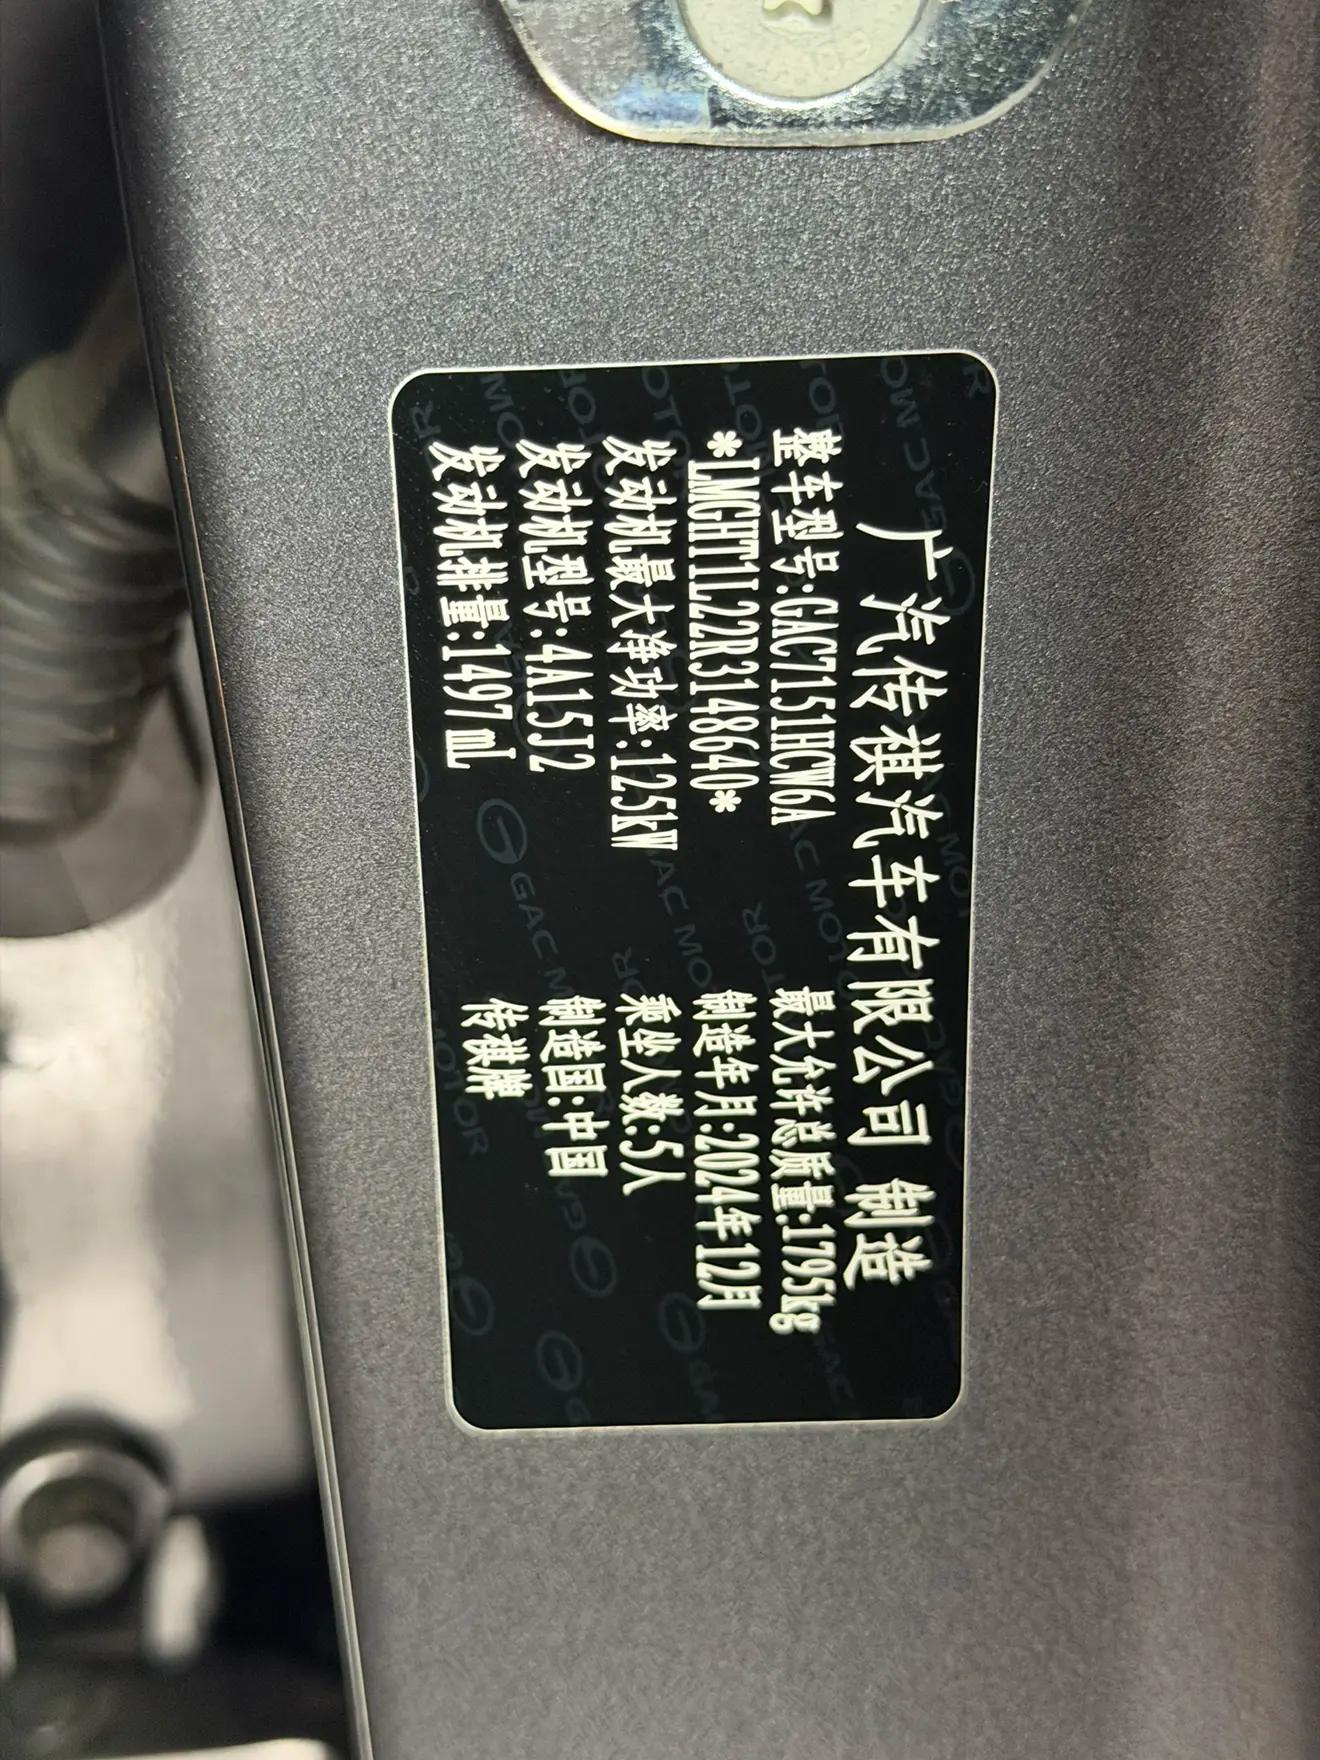 广汽传祺汽车有限公司 制造
整车型号:GAC7151HCW6A 最大允许总质量:1795kg
*LMGHT1L22R3148640* 制造年月:2024年12月
发动机最大净功率:125kW 乘坐人数:5人
发动机型号:4A15J2 制造国:中国
发动机排量:1497mL 传祺牌
GAC MOTOR